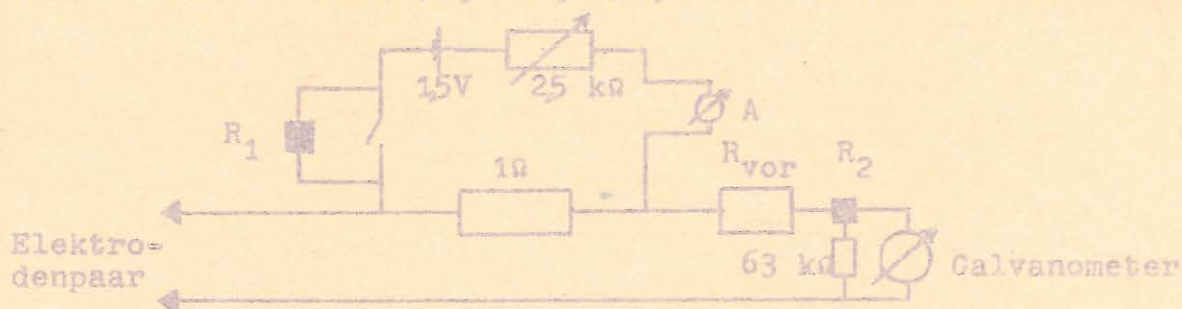 1,5V
2,5 kΩ
A
R1
1Ω
Rvor
R2
Elektro=
denpaar
63 kΩ
Galvanometer